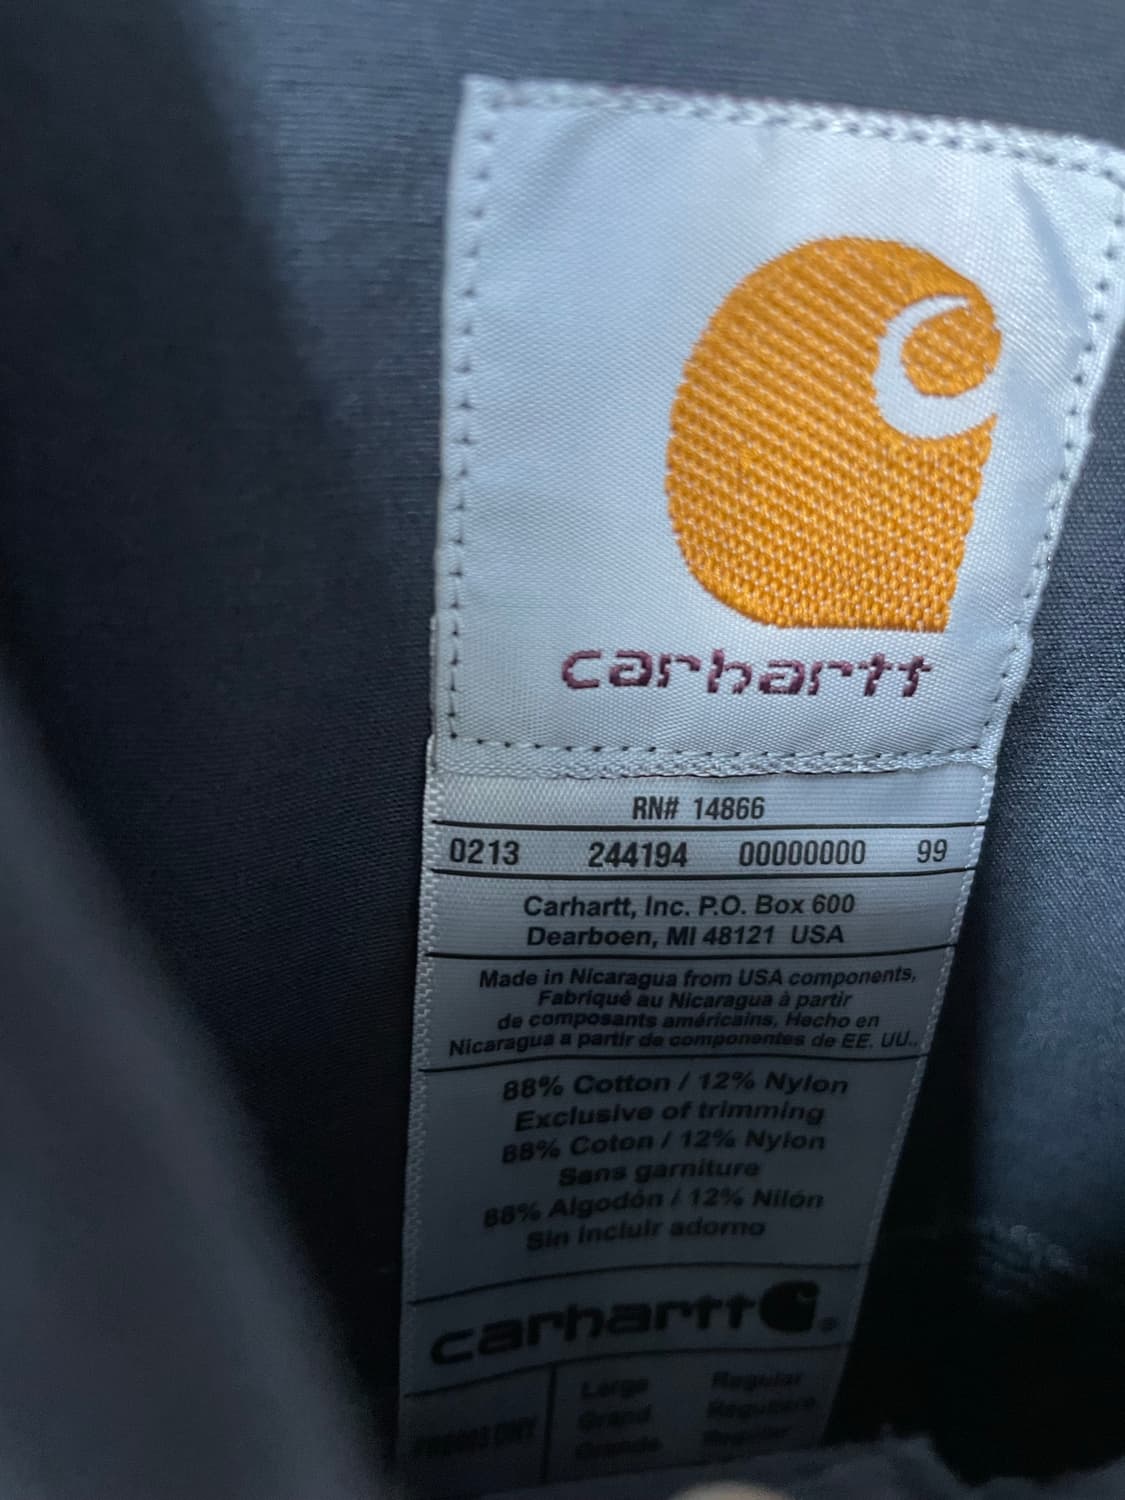 carhartt
RN# 14866
0213 244194 00000000 99
Carhartt, Inc. P.O. Box 600
Dearboen, MI 48121 USA
Made in Nicaragua from USA components,
Fabriqué au Nicaragua à partir
de composants américains, Hecho en
Nicaragua a partir de componentes de EE. UU.,
88% Cotton / 12% Nylon
Exclusive of trimming
88% Coton / 12% Nylon
Sans garniture
88% Algodón / 12% Nilón
Sin incluir adorno
carhartt
Large Regular
Grand
Grande Regular